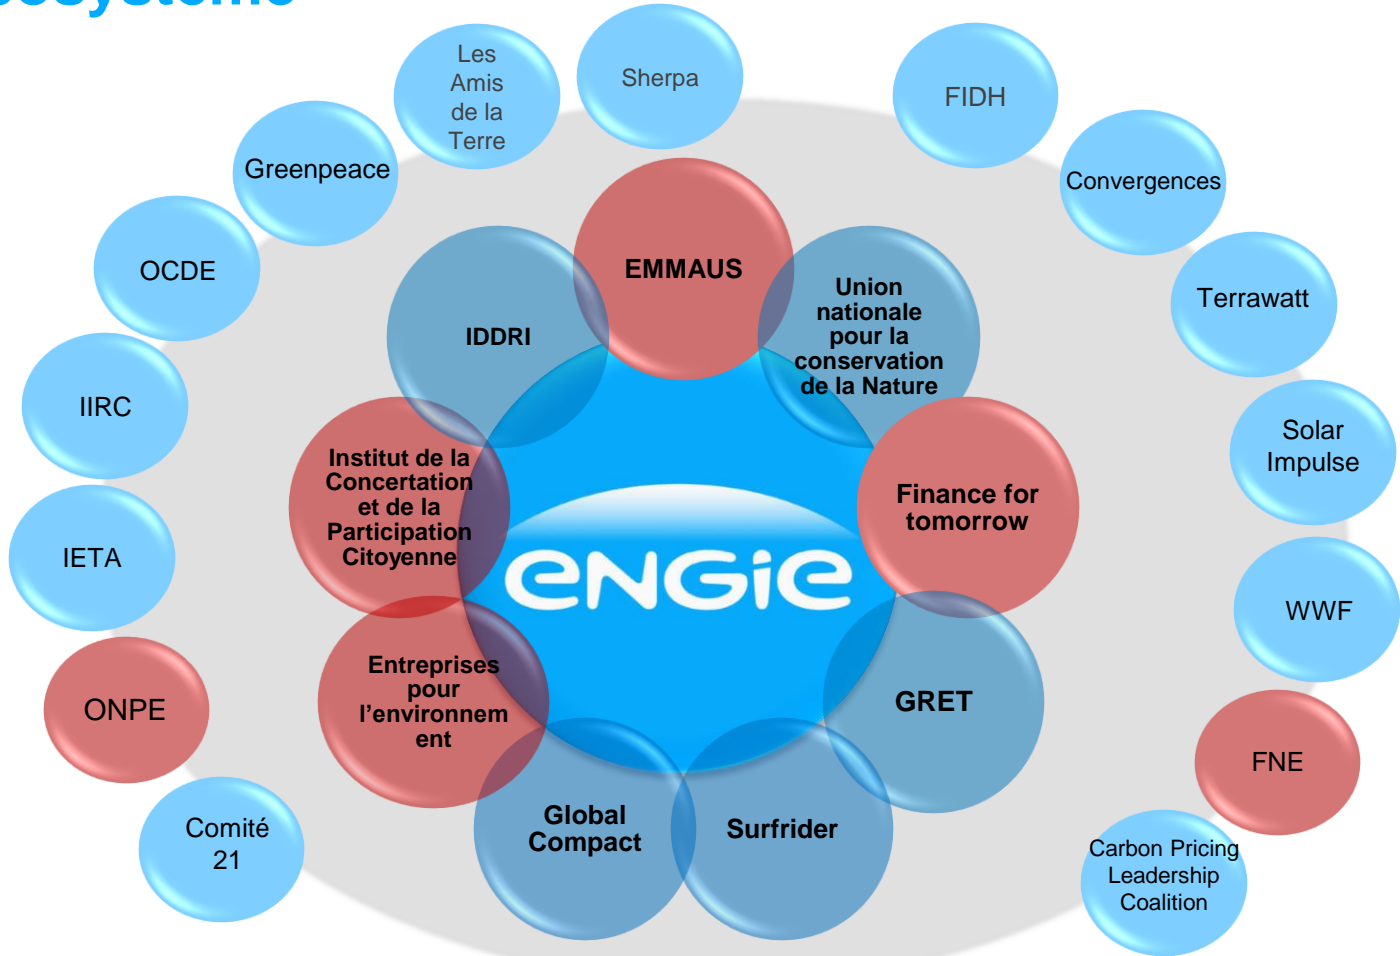 cosystème
Les
Amis
de la
Terre
Sherpa
FIDH
Greenpeace
Convergences
OCDE
EMMAUS
Union
nationale
pour la
conservation
de la Nature
Terrawatt
IDDRI
IIRC
Solar
Impulse
Institut de la
Concertation
et de la
Participation
Citoyenne
Finance for
tomorrow
IETA
ENGiE
WWF
Entreprises
pour
l'environnem
ent
GRET
ONPE
FNE
Global
Compact
Surfrider
Comité
21
Carbon Pricing
Leadership
Coalition